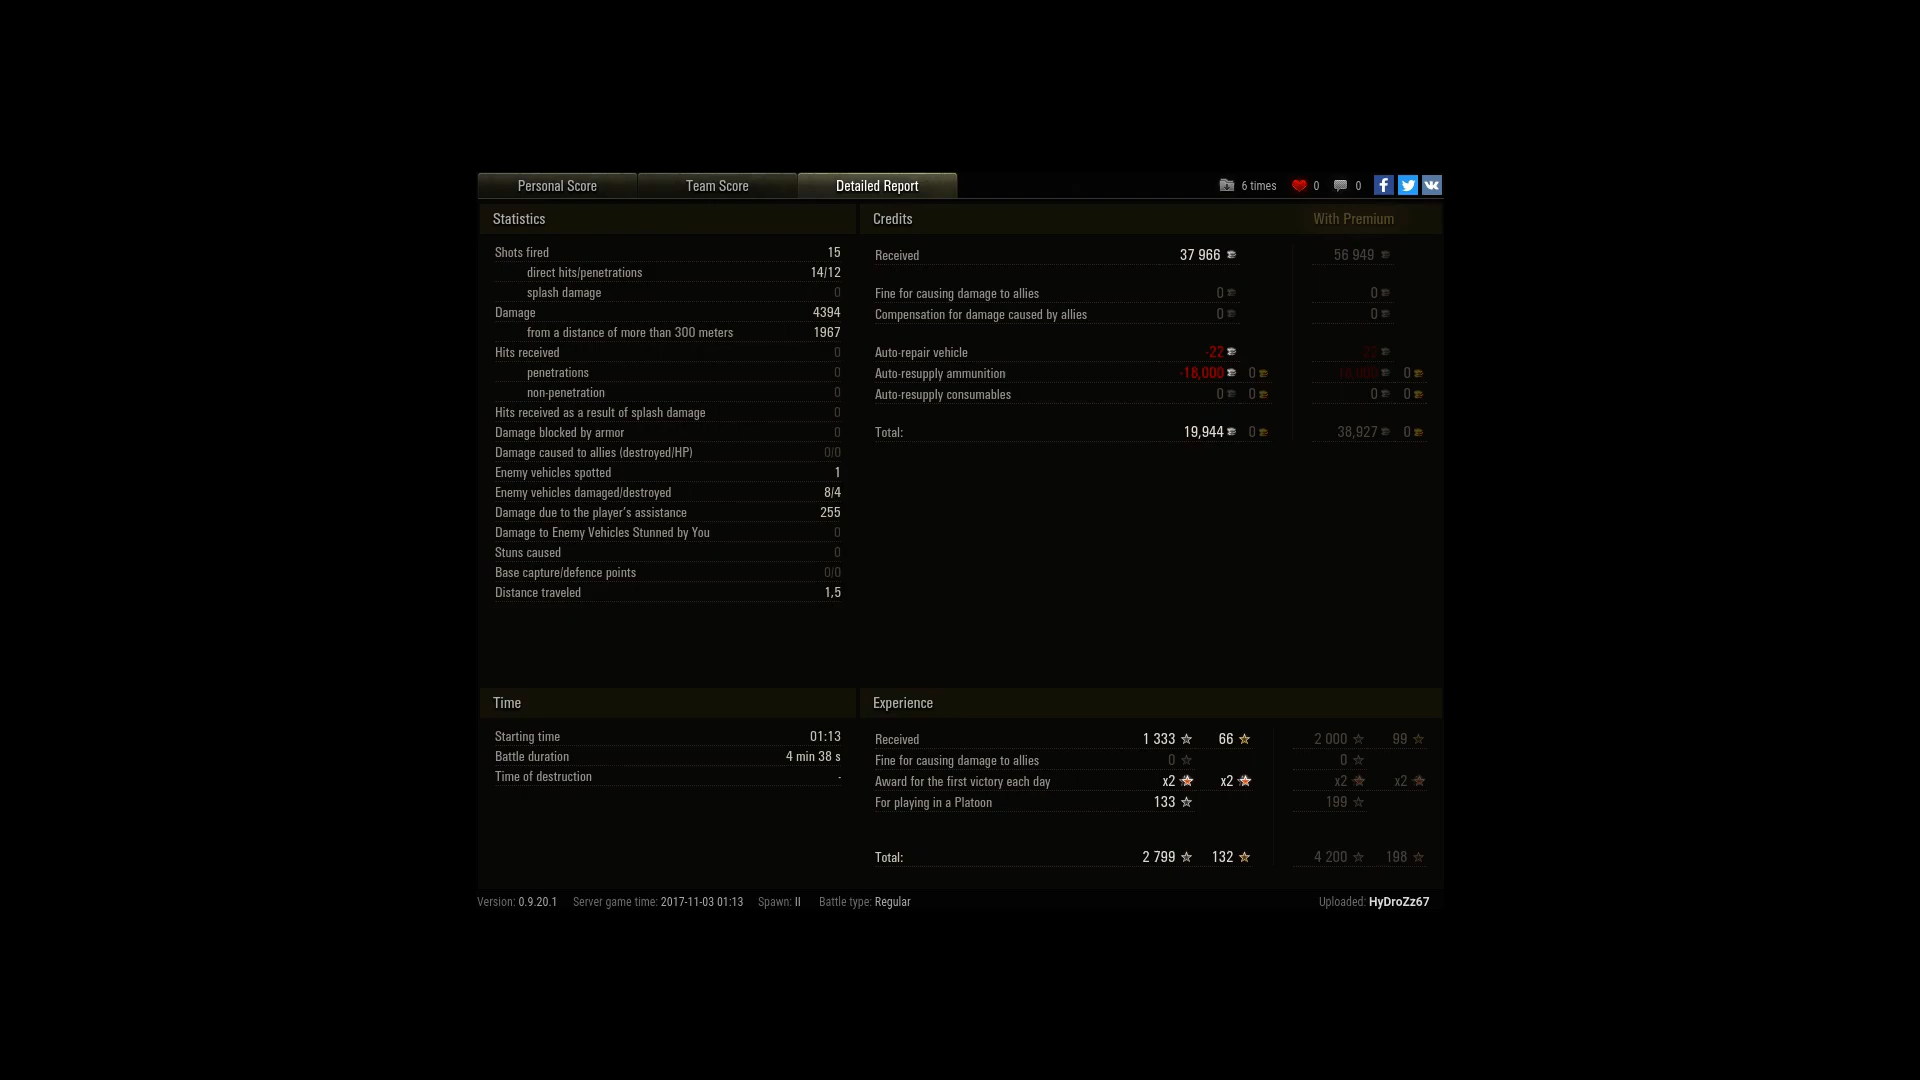 Personal Score Team Score Detailed Report 6 times 0 0
Statistics
Shots fired 15
direct hits/penetrations 14/12
splash damage 0
Damage 4394
from a distance of more than 300 meters 1967
Hits received 0
penetrations 0
non-penetration 0
Hits received as a result of splash damage 0
Damage blocked by armor 0
Damage caused to allies (destroyed/HP) 0/0
Enemy vehicles spotted 1
Enemy vehicles damaged/destroyed 8/4
Damage due to the player's assistance 255
Damage to Enemy Vehicles Stunned by You 0
Stuns caused 0
Base capture/defence points 0/0
Distance traveled 1,5
Credits With Premium
Received 37 966 56 949
Fine for causing damage to allies 0 0
Compensation for damage caused by allies 0 0
Auto-repair vehicle -22 -22
Auto-resupply ammunition -18,000 0 -18,000 0
Auto-resupply consumables 0 0 0 0
Total: 19,944 0 38,927 0
Time
Starting time 01:13
Battle duration 4 min 38 s
Time of destruction -
Experience
Received 1 333 66 2 000 99
Fine for causing damage to allies 0 0
Award for the first victory each day x2 x2 x2 x2
For playing in a Platoon 133 199
Total: 2 799 132 4 200 198
Version: 0.9.20.1 Server game time: 2017-11-03 01:13 Spawn: II Battle type: Regular Uploaded: HyDroZz67